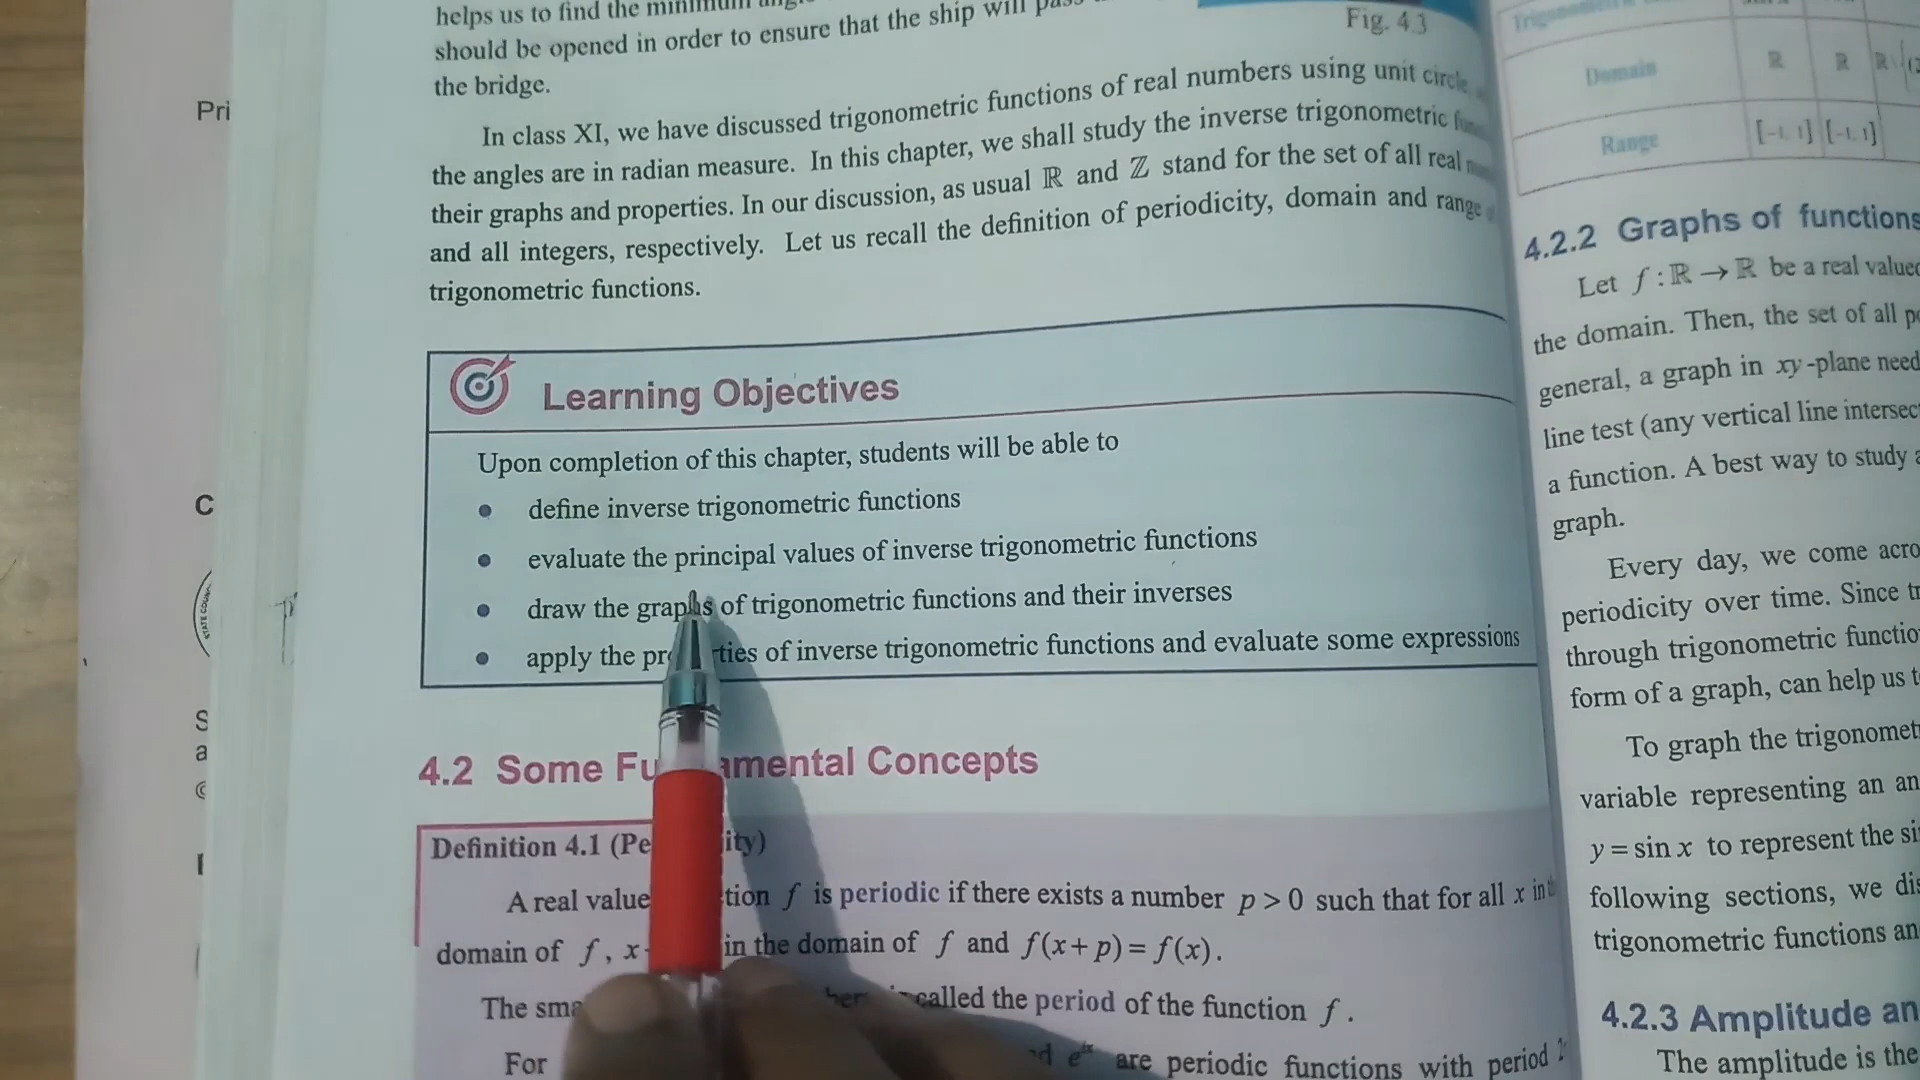 helps us to find the minimum
should be opened in order to ensure that the ship will pass
the bridge.
Fig. 4.3
In class XI, we have discussed trigonometric functions of real numbers using unit circle
the angles are in radian measure. In this chapter, we shall study the inverse trigonometric
their graphs and properties. In our discussion, as usual ℝ and ℤ stand for the set of all real
and all integers, respectively. Let us recall the definition of periodicity, domain and range
trigonometric functions.
Learning Objectives
Upon completion of this chapter, students will be able to
• define inverse trigonometric functions
• evaluate the principal values of inverse trigonometric functions
• draw the graphs of trigonometric functions and their inverses
• apply the ties of inverse trigonometric functions and evaluate some expressions
4.2 Some Fu amental Concepts
Definition 4.1 (Pe ity)
A real value tion f is periodic if there exists a number p > 0 such that for all x in
domain of f , x in the domain of f and f(x + p) = f(x).
The sma called the period of the function f .
For are periodic functions with period
Pri
C
STATE COUN
S
a
Domain ℝ ℝ ℝ
Range [-1, 1] [-1, 1]
4.2.2 Graphs of functions
Let f : ℝ → ℝ be a real valued
the domain. Then, the set of all
general, a graph in xy-plane need
line test (any vertical line intersec
a function. A best way to study
graph.
Every day, we come acro
periodicity over time. Since tr
through trigonometric functio
form of a graph, can help us t
To graph the trigonomet
variable representing an an
y = sin x to represent the si
following sections, we dis
trigonometric functions an
4.2.3 Amplitude an
The amplitude is the